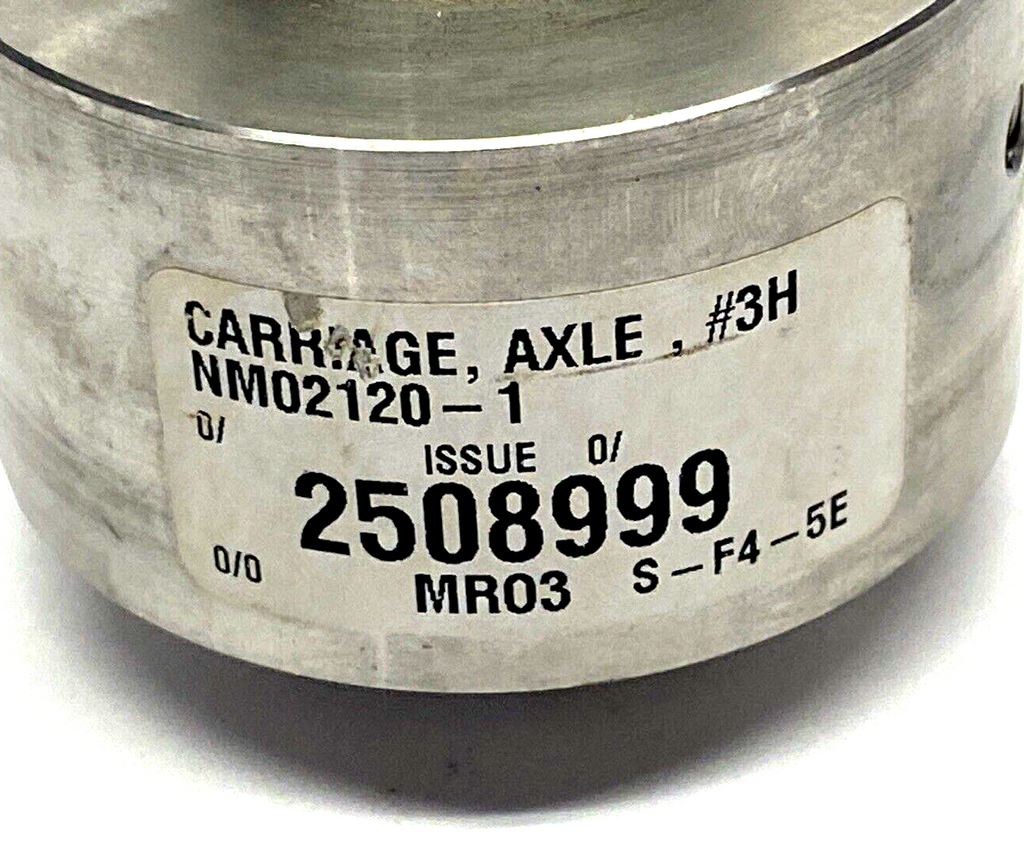 CARRIAGE, AXLE , #3H
NM02120-1
0/
ISSUE 0/
2508999
0/0
MR03 S-F4-5E